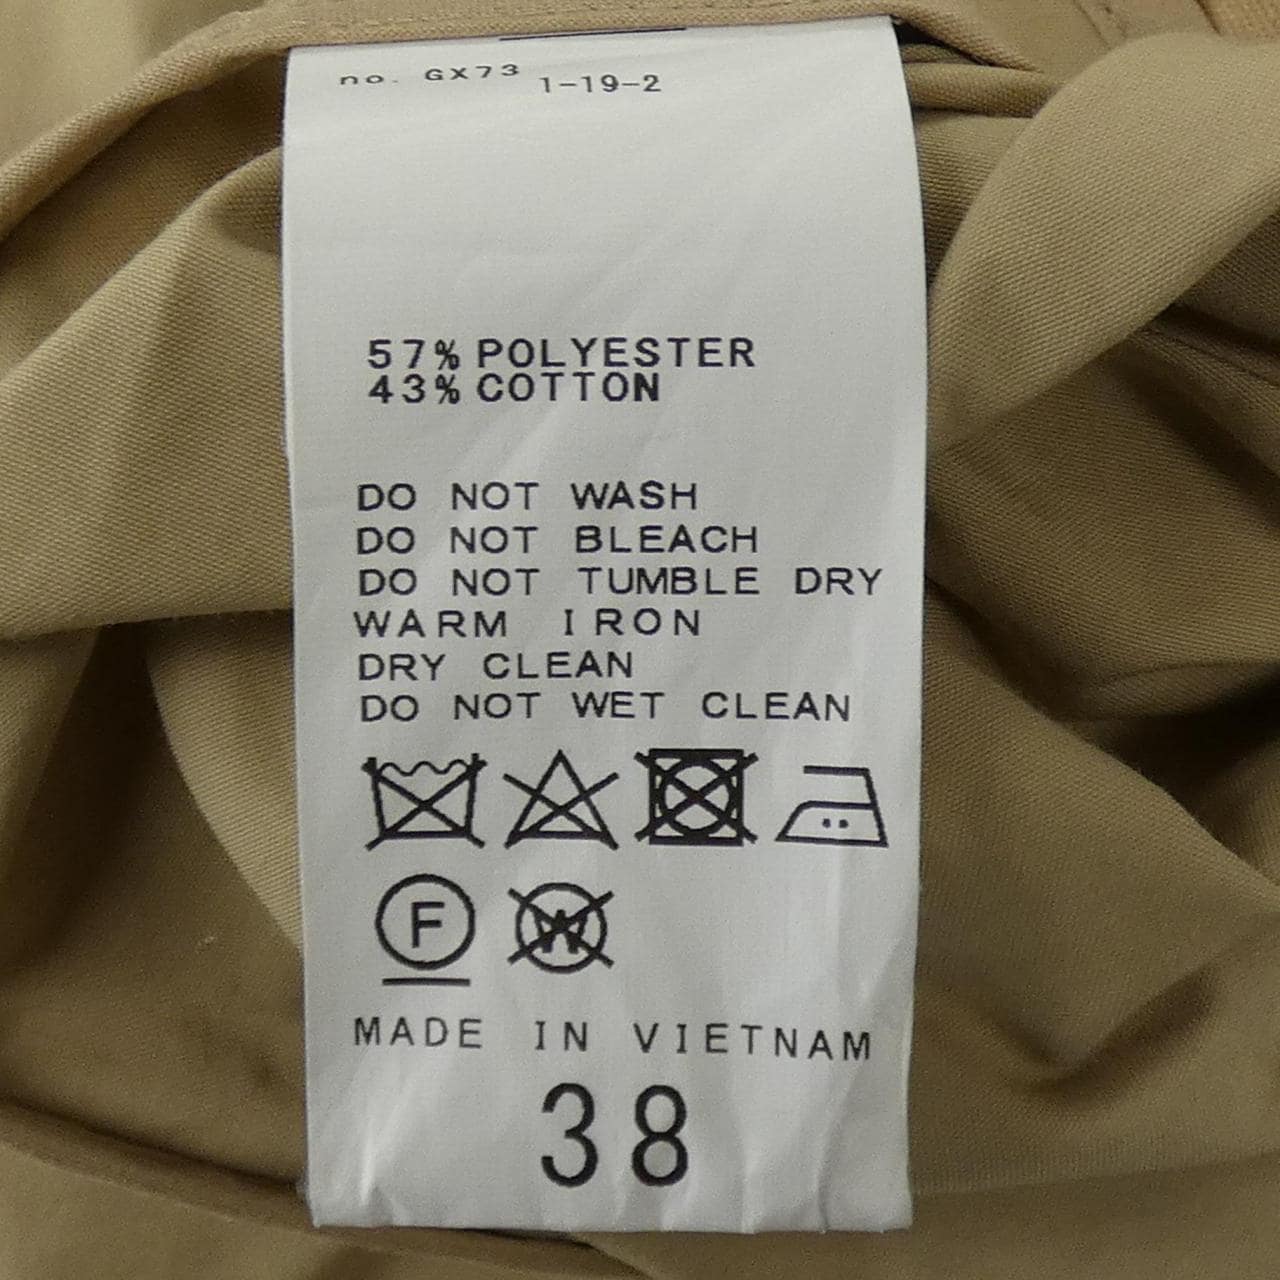 no. GX73 1-19-2
57% POLYESTER
43% COTTON
DO NOT WASH
DO NOT BLEACH
DO NOT TUMBLE DRY
WARM IRON
DRY CLEAN
DO NOT WET CLEAN
F W
MADE IN VIETNAM
38